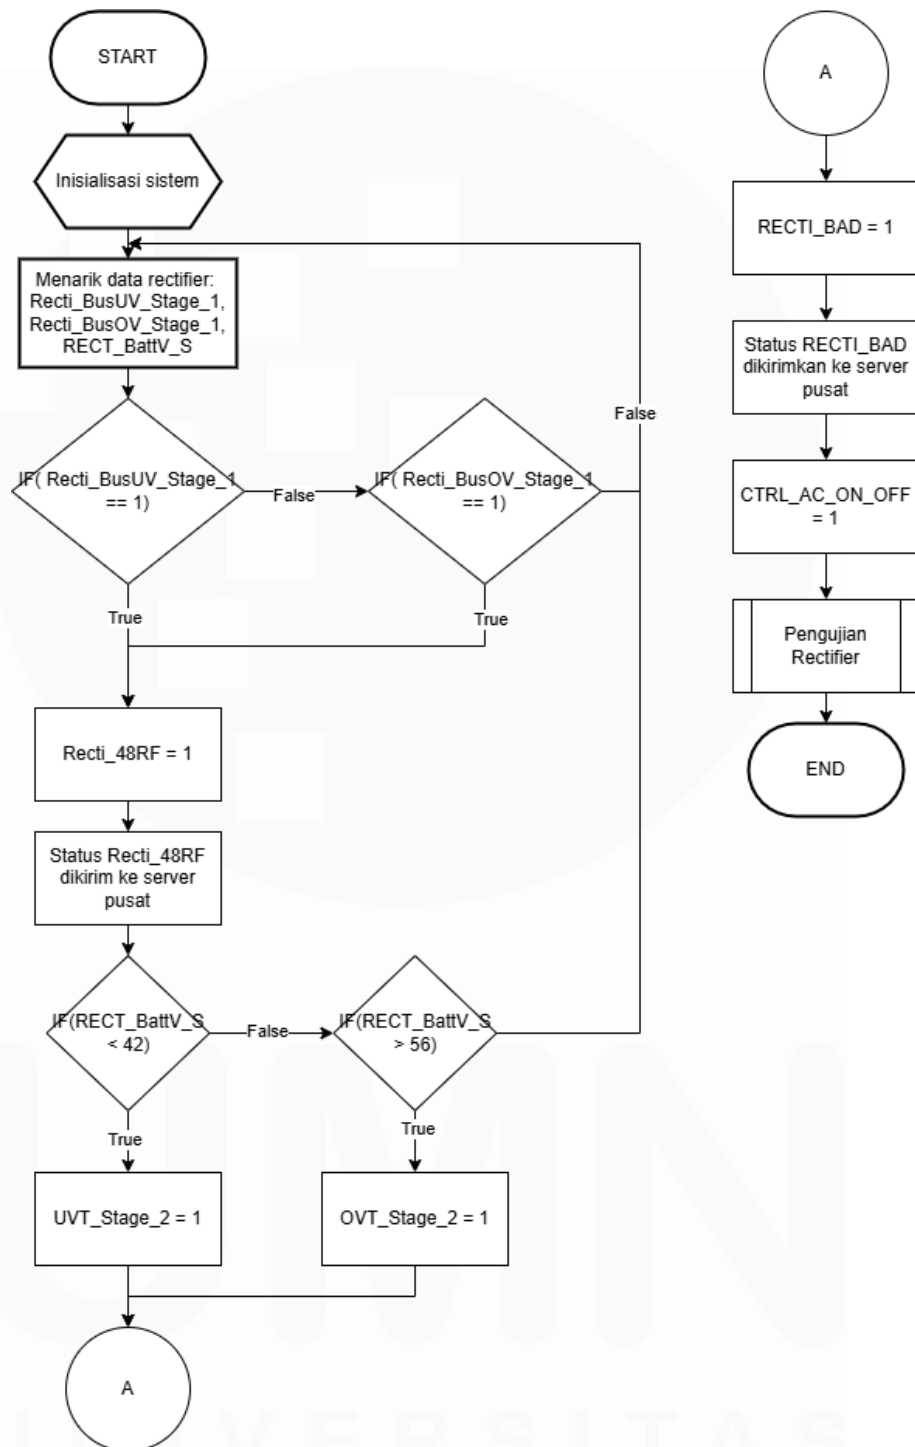 START
Inisialisasi sistem
Menarik data rectifier:
Recti_BusUV_Stage_1,
Recti_BusOV_Stage_1,
RECT_BattV_S
IF( Recti_BusUV_Stage_1
== 1)
False
IF( Recti_BusOV_Stage_1
== 1)
False
True
True
Recti_48RF = 1
Status Recti_48RF
dikirim ke server
pusat
IF(RECT_BattV_S
< 42)
False
IF(RECT_BattV_S
> 56)
True
True
UVT_Stage_2 = 1
OVT_Stage_2 = 1
A
A
RECTI_BAD = 1
Status RECTI_BAD
dikirimkan ke server
pusat
CTRL_AC_ON_OFF
= 1
Pengujian
Rectifier
END
UMN
UNIVERSITAS